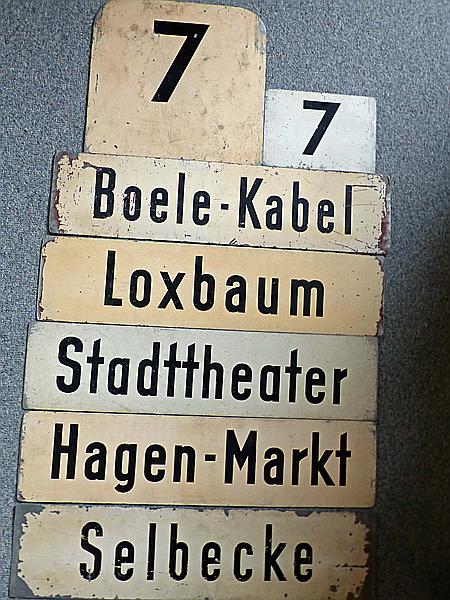 7
7
Boele-Kabel
Loxbaum
Stadttheater
Hagen-Markt
Selbecke